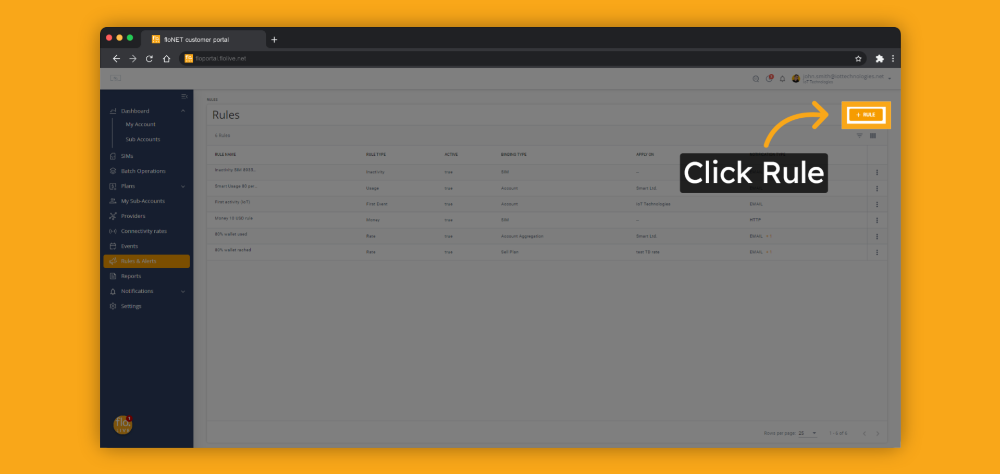 floNET customer portal
floportal.flolive.net
john.smith@iottechnologies.net
IoT Technologies
Dashboard
My Account
Sub Accounts
SIMs
Batch Operations
Plans
My Sub-Accounts
Providers
Connectivity rates
Events
Rules & Alerts
Reports
Notifications
Settings
flo.
LIVE
1
RULES
Rules
+ RULE
6 Rules
Click Rule
RULE NAME RULE TYPE ACTIVE BINDING TYPE APPLY ON NOTIFICATION TYPE
Inactivity SIM 8935... Inactivity true SIM --
Smart Usage 80 per... Usage true Account Smart Ltd. EMAIL
First activity (IoT) First Event true Account IoT Technologies EMAIL
Money 10 USD rule Money true SIM -- HTTP
80% wallet used Rate true Account Aggregation Smart Ltd. EMAIL +1
80% wallet rached Rate true Sell Plan test TD rate EMAIL +1
Rows per page: 25 1 - 6 of 6